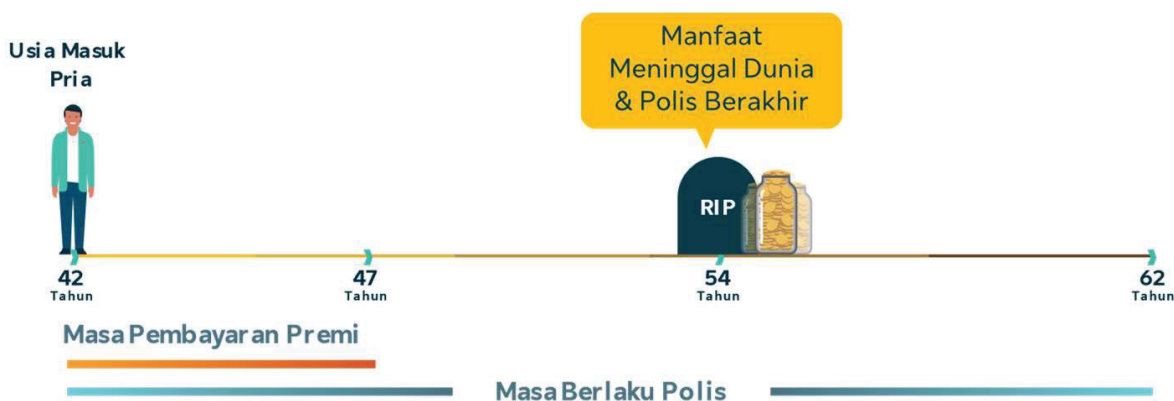 Usia Masuk
Pria
Manfaat
Meninggal Dunia
& Polis Berakhir
RIP
42
Tahun
47
Tahun
54
Tahun
62
Tahun
Masa Pembayaran Premi
Masa Berlaku Polis